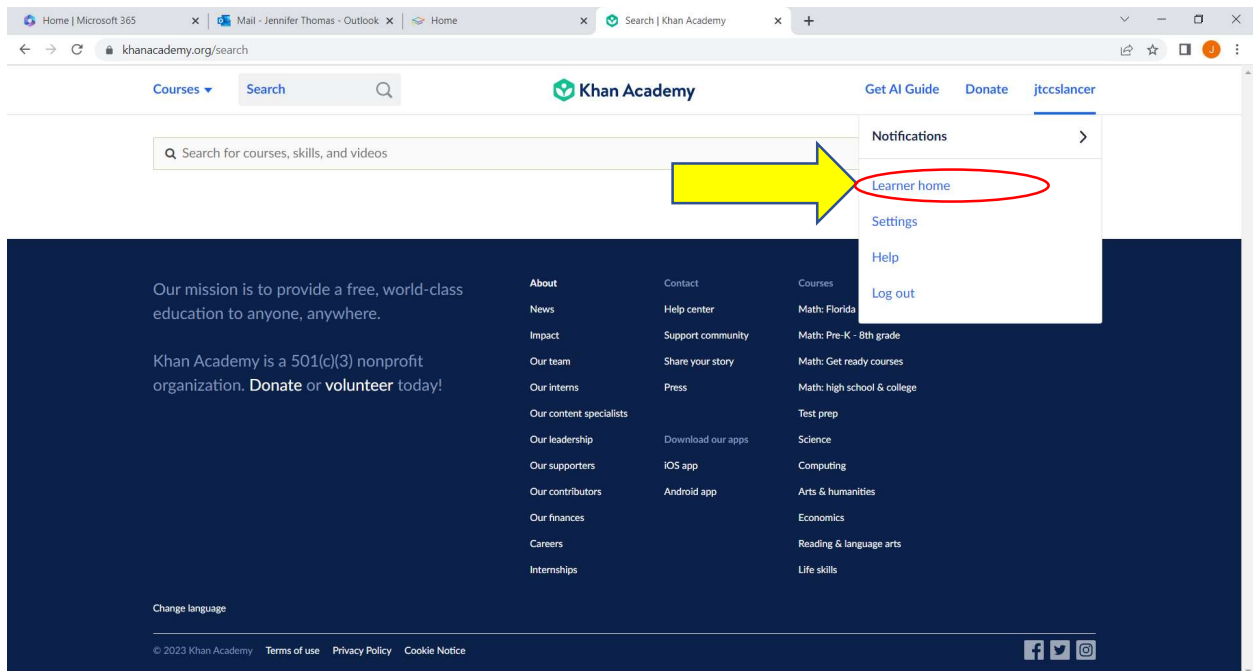 Home | Microsoft 365
Mail - Jennifer Thomas - Outlook
Home
Search | Khan Academy
khanacademy.org/search
J
Courses
Search
Khan Academy
Get AI Guide
Donate
jtccslancer
Search for courses, skills, and videos
Notifications
Learner home
Settings
Help
Log out
Our mission is to provide a free, world-class
education to anyone, anywhere.
Khan Academy is a 501(c)(3) nonprofit
organization. Donate or volunteer today!
About
News
Impact
Our team
Our interns
Our content specialists
Our leadership
Our supporters
Our contributors
Our finances
Careers
Internships
Contact
Help center
Support community
Share your story
Press
Download our apps
iOS app
Android app
Courses
Math: Florida
Math: Pre-K - 8th grade
Math: Get ready courses
Math: high school & college
Test prep
Science
Computing
Arts & humanities
Economics
Reading & language arts
Life skills
Change language
© 2023 Khan Academy Terms of use Privacy Policy Cookie Notice